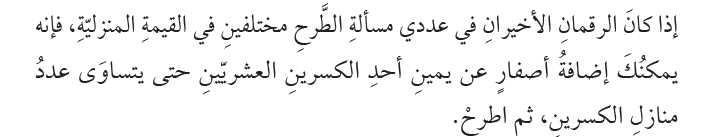 إذا كانَ الرقمانِ الأخيرانِ في عددي مسألةِ الطَّرحِ مختلفينِ في القيمةِ المنزليّةِ، فإنه
يمكنُكَ إضافةُ أصفارٍ عن يمينِ أحدِ الكسرينِ العشريّينِ حتى يتساوَى عددُ
منازلِ الكسرينِ، ثم اطرحْ.